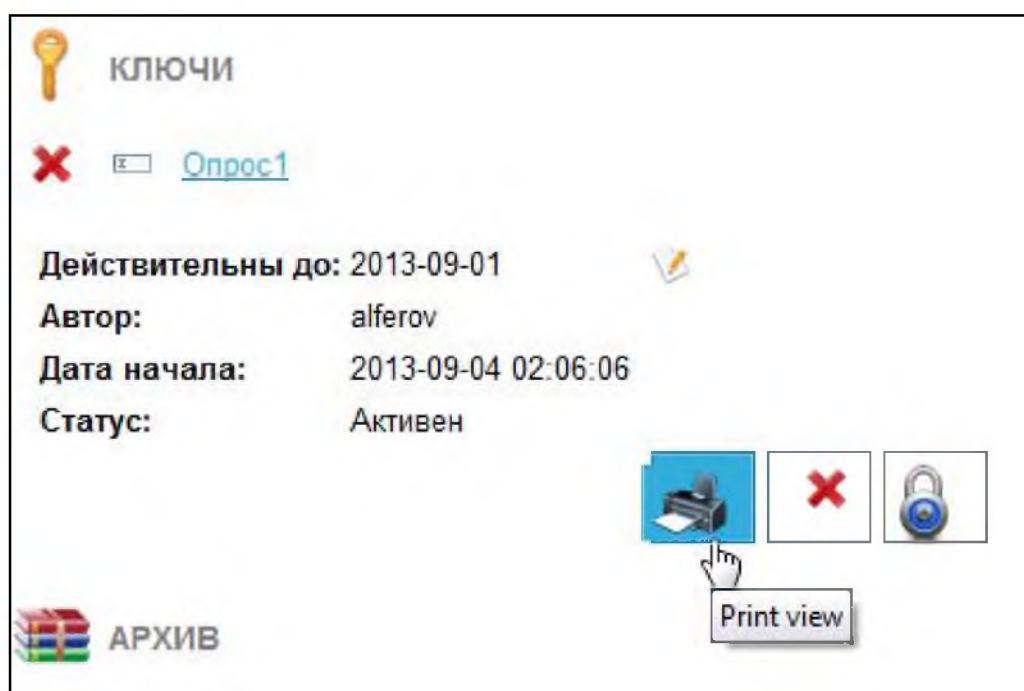 КЛЮЧИ
Опрос1
Действительны до: 2013-09-01
Автор: alferov
Дата начала: 2013-09-04 02:06:06
Статус: Активен
Print view
АРХИВ